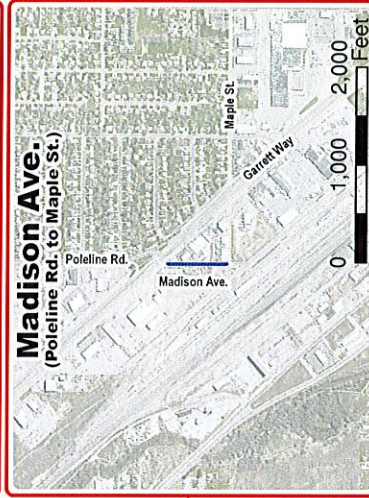 Madison Ave.
(Poleline Rd. to Maple St.)
Poleline Rd.
Maple St.
Garrett Way
Madison Ave.
0 1,000 2,000
Feet